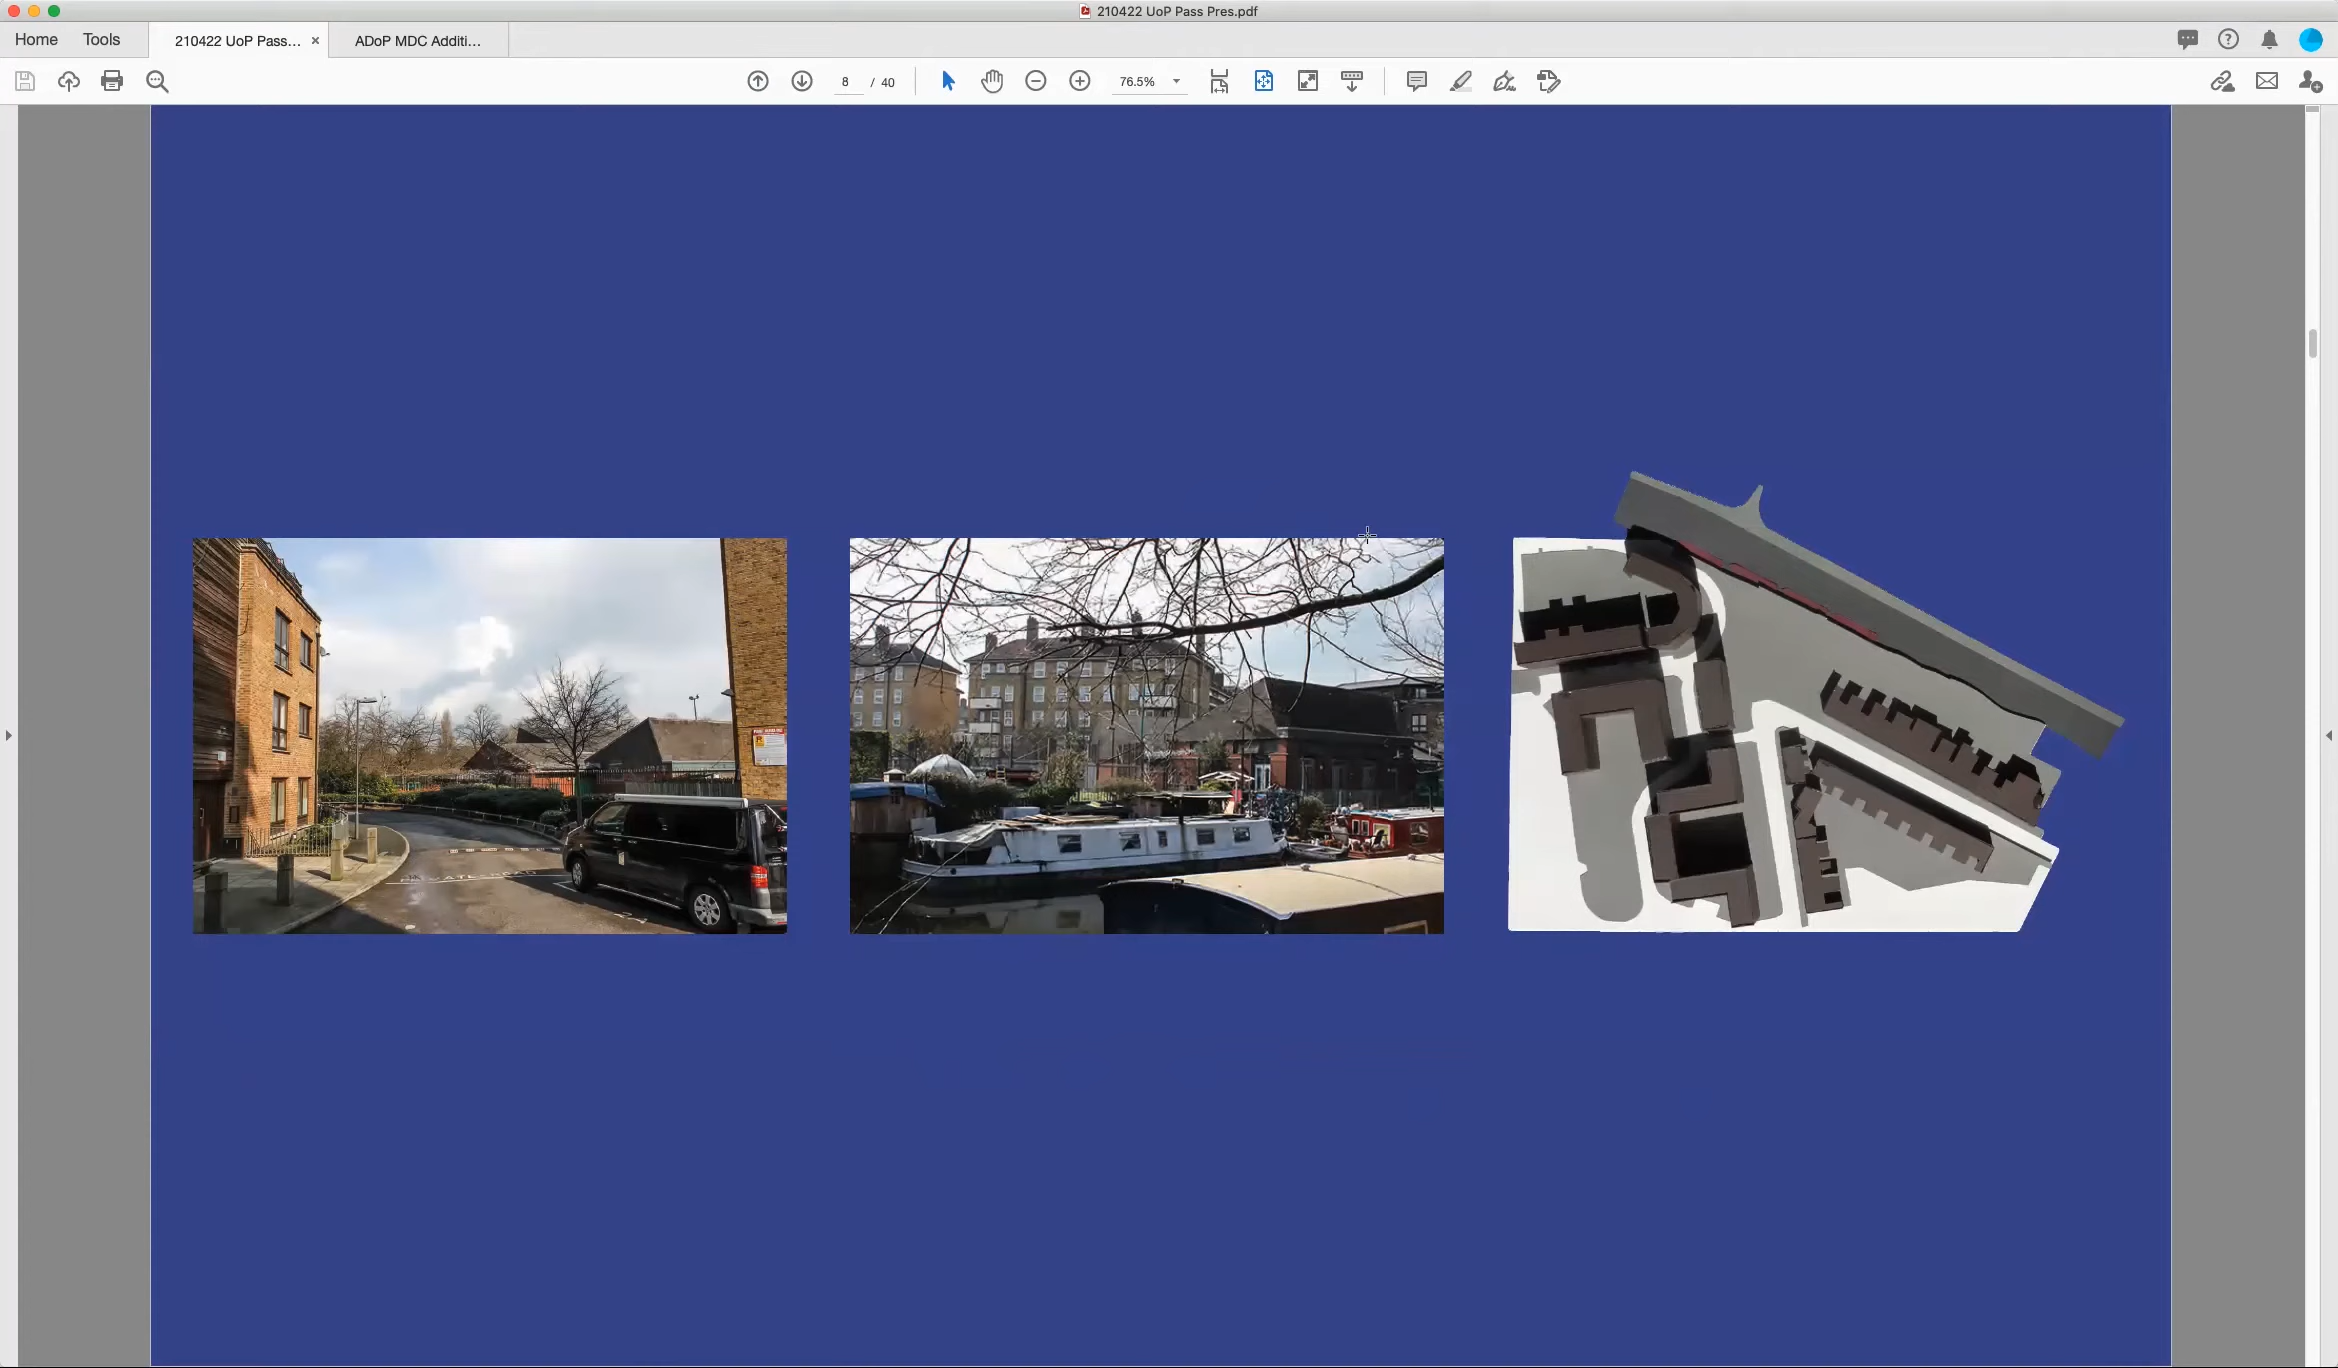 210422 UoP Pass Pres.pdf
Home
Tools
210422 UoP Pass...
ADoP MDC Additi...
8 / 40
76.5%